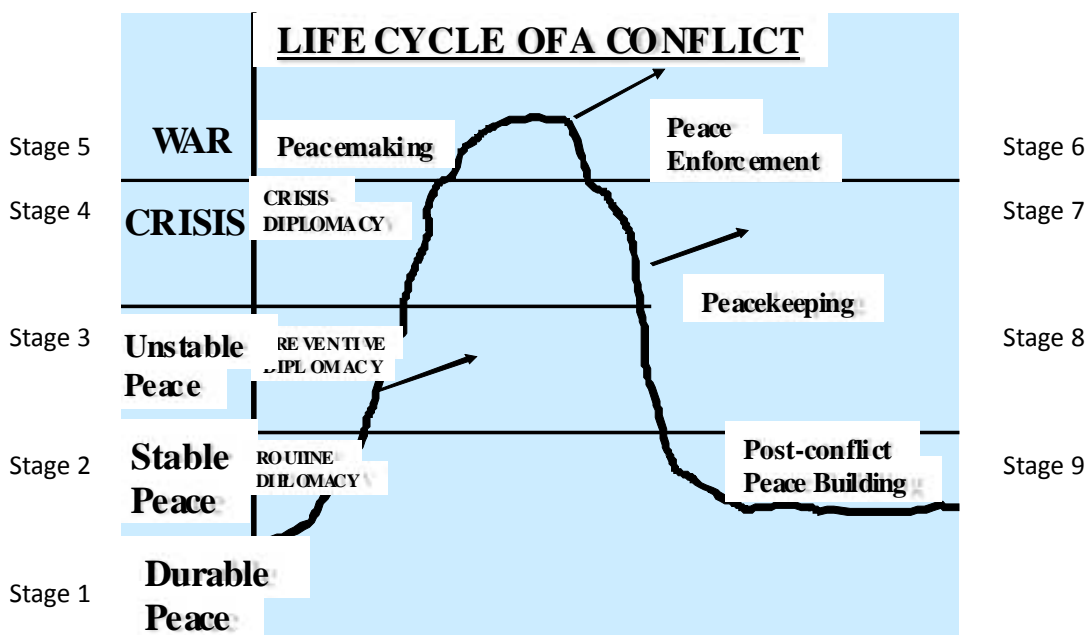 LIFE CYCLE OF A CONFLICT
Stage 5
WAR
Peacemaking
Peace
Enforcement
Stage 6
Stage 4
CRISIS
CRISIS
DIPLOMACY
Stage 7
Peacekeeping
Stage 3
Unstable
Peace
REVENTIVE
DIPLOMACY
Stage 8
Stage 2
Stable
Peace
ROUTINE
DIPLOMACY
Post-conflict
Peace Building
Stage 9
Stage 1
Durable
Peace